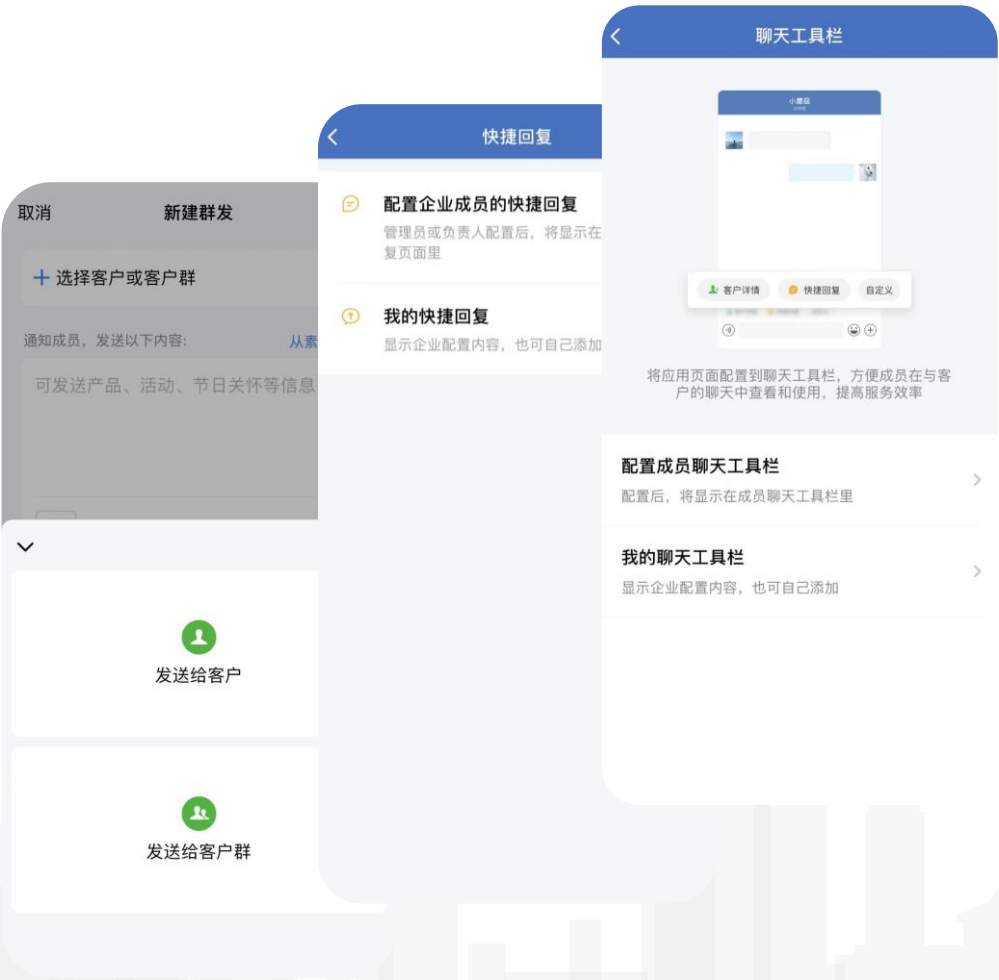 取消
新建群发
选择客户或客户群
通知成员，发送以下内容:
从素
可发送产品、活动、节日关怀等信息
发送给客户
发送给客户群
快捷回复
配置企业成员的快捷回复
管理员或负责人配置后，将显示在
复页面里
我的快捷回复
显示企业配置内容，也可自己添加
聊天工具栏
小蘑菇
客户详情
快捷回复
自定义
将应用页面配置到聊天工具栏，方便成员在与客
户的聊天中查看和使用，提高服务效率
配置成员聊天工具栏
配置后，将显示在成员聊天工具栏里
我的聊天工具栏
显示企业配置内容，也可自己添加